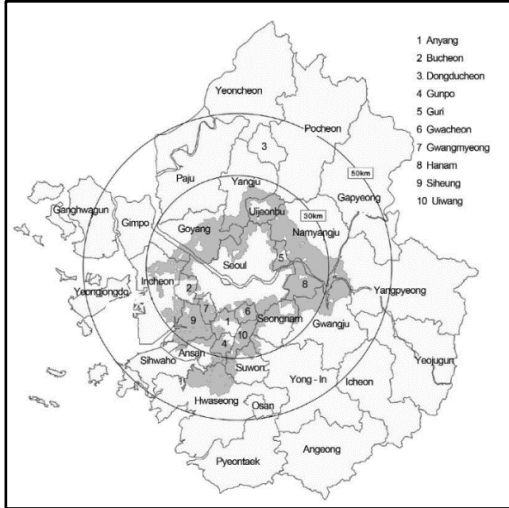 1 Anyang
2 Bucheon
3. Dongducheon
4 Gunpo
5 Guri
6 Gwacheon
7 Gwangmyeong
8 Hanam
9 Siheung
10 Uiwang
Yeoncheon
Pocheon
3
50km
Paju
Yangju
Gapyeong
Ganghwagun
Gimpo
Uijeonbu
30km
Goyang
Namyangju
5
Seoul
Incheon
Yeongjongdo
2
8
Yangpyeong
7
6
9
1
Seongnam
Gwangju
10
4
Sihwaho
Ansan
Suwon
Yeojugun
Yong-In
Icheon
Hwaseong
Osan
Pyeontaek
Angeong